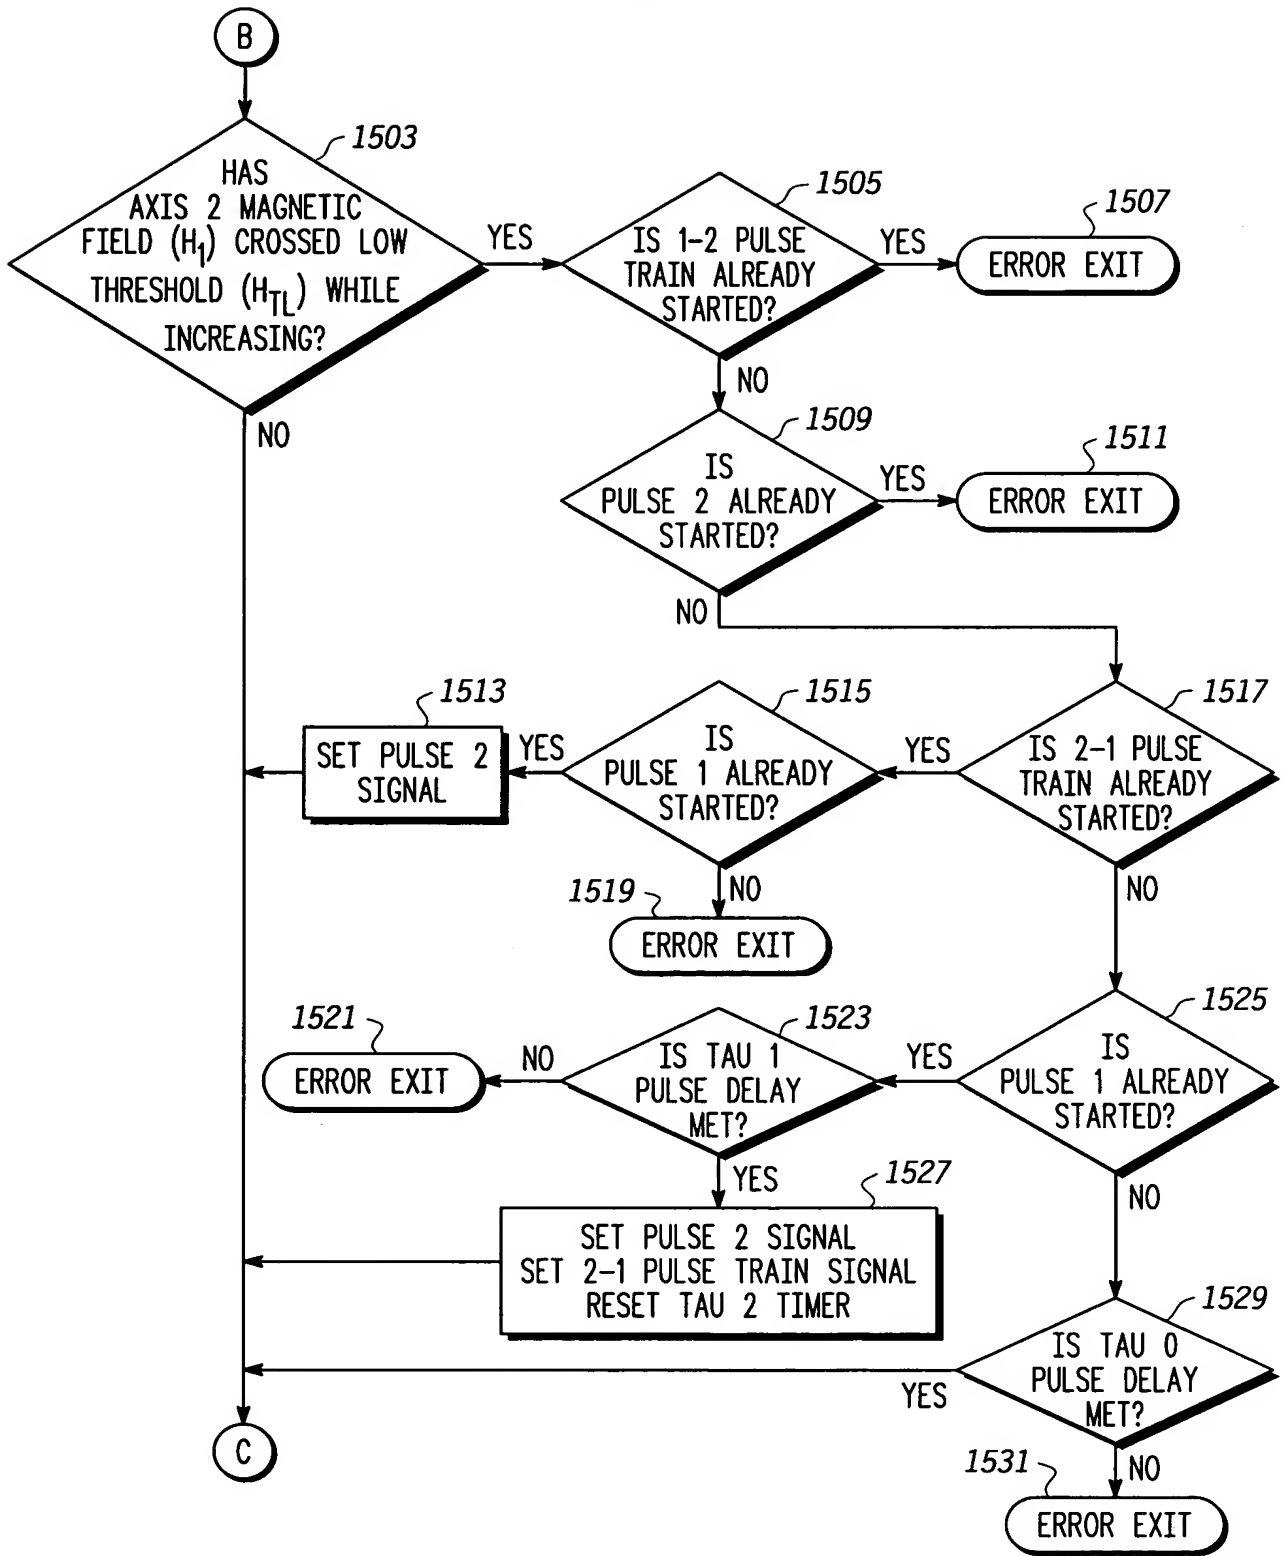 B
1503
HAS
AXIS 2 MAGNETIC
FIELD (H1) CROSSED LOW
THRESHOLD (HTL) WHILE
INCREASING?
YES
NO
1505
IS 1-2 PULSE
TRAIN ALREADY
STARTED?
YES
NO
1507
ERROR EXIT
1509
IS
PULSE 2 ALREADY
STARTED?
YES
NO
1511
ERROR EXIT
1513
SET PULSE 2
SIGNAL
YES
1515
IS
PULSE 1 ALREADY
STARTED?
YES
1517
IS 2-1 PULSE
TRAIN ALREADY
STARTED?
NO
NO
1519
ERROR EXIT
1521
ERROR EXIT
NO
1523
IS TAU 1
PULSE DELAY
MET?
YES
1525
IS
PULSE 1 ALREADY
STARTED?
YES
NO
1527
SET PULSE 2 SIGNAL
SET 2-1 PULSE TRAIN SIGNAL
RESET TAU 2 TIMER
1529
IS TAU 0
PULSE DELAY
MET?
YES
NO
C
1531
ERROR EXIT